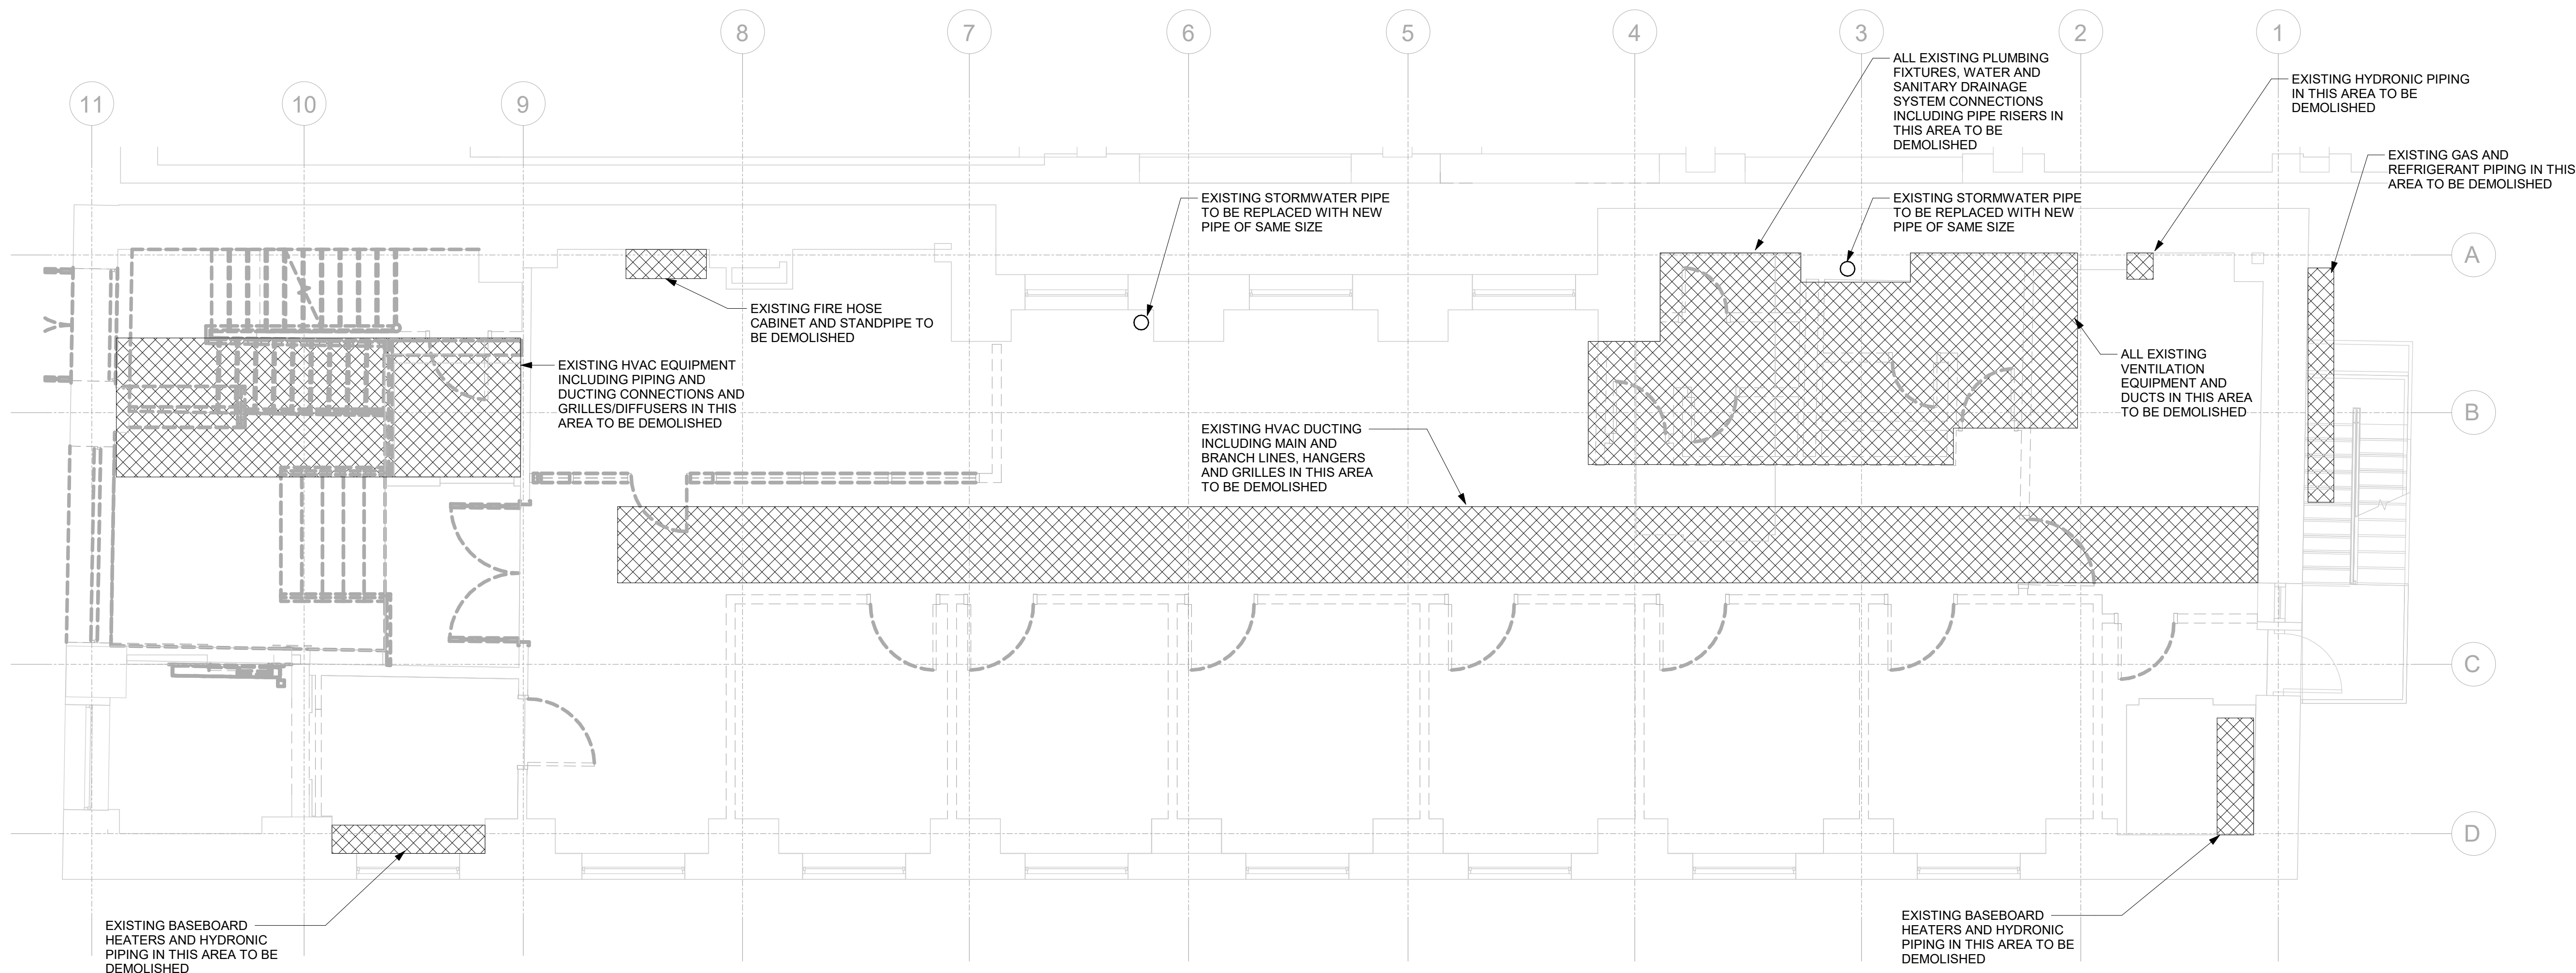 8
7
6
5
4
3
2
1
11
10
9
ALL EXISTING PLUMBING
FIXTURES, WATER AND
SANITARY DRAINAGE
SYSTEM CONNECTIONS
INCLUDING PIPE RISERS IN
THIS AREA TO BE
DEMOLISHED
EXISTING HYDRONIC PIPING
IN THIS AREA TO BE
DEMOLISHED
EXISTING GAS AND
REFRIGERANT PIPING IN THIS
AREA TO BE DEMOLISHED
EXISTING STORMWATER PIPE
TO BE REPLACED WITH NEW
PIPE OF SAME SIZE
EXISTING STORMWATER PIPE
TO BE REPLACED WITH NEW
PIPE OF SAME SIZE
A
EXISTING FIRE HOSE
CABINET AND STANDPIPE TO
BE DEMOLISHED
EXISTING HVAC EQUIPMENT
INCLUDING PIPING AND
DUCTING CONNECTIONS AND
GRILLES/DIFFUSERS IN THIS
AREA TO BE DEMOLISHED
ALL EXISTING
VENTILATION
EQUIPMENT AND
DUCTS IN THIS AREA
TO BE DEMOLISHED
B
EXISTING HVAC DUCTING
INCLUDING MAIN AND
BRANCH LINES, HANGERS
AND GRILLES IN THIS AREA
TO BE DEMOLISHED
C
D
EXISTING BASEBOARD
HEATERS AND HYDRONIC
PIPING IN THIS AREA TO BE
DEMOLISHED
EXISTING BASEBOARD
HEATERS AND HYDRONIC
PIPING IN THIS AREA TO BE
DEMOLISHED